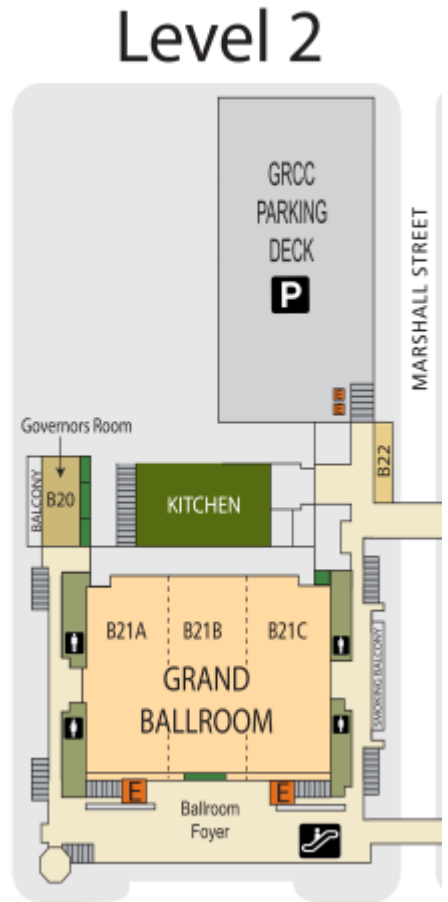 Level 2
GRCC
PARKING
DECK
P
MARSHALL STREET
Governors Room
BALCONY
B20
KITCHEN
B22
B21A
B21B
B21C
GRAND
BALLROOM
SMOKING BALCONY
E
E
Ballroom
Foyer